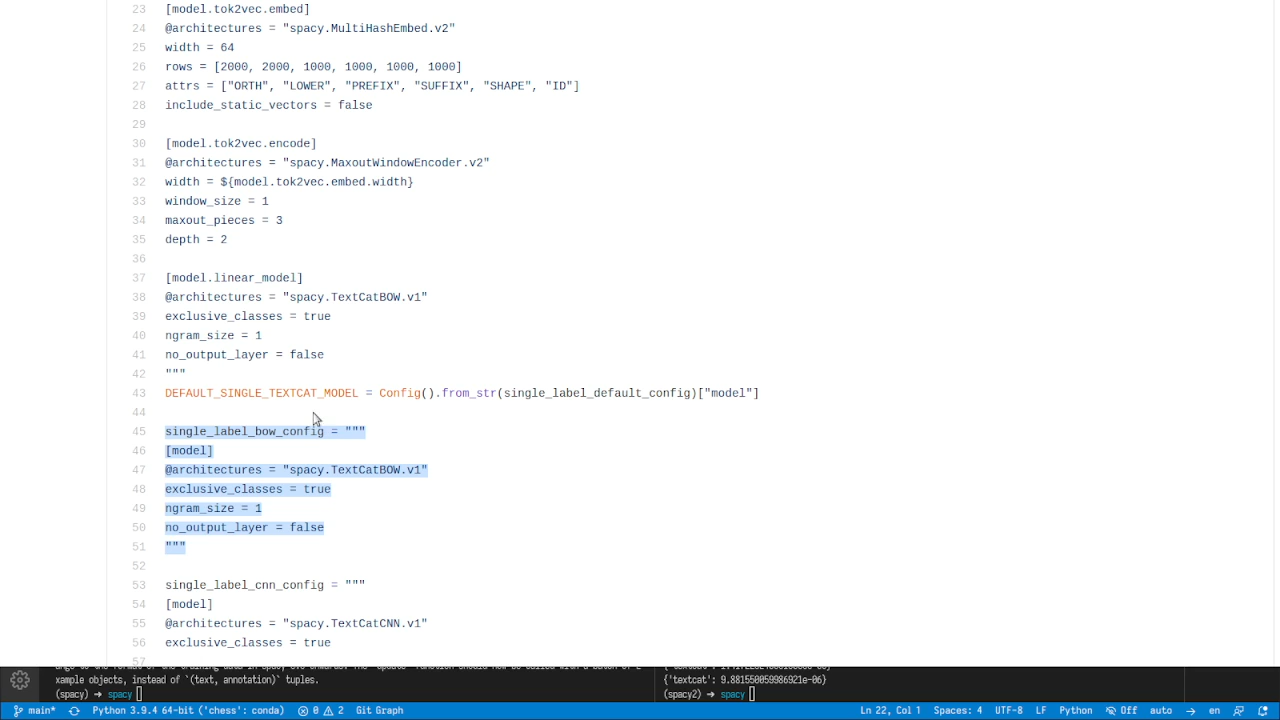 23 [model.tok2vec.embed]
24 @architectures = "spacy.MultiHashEmbed.v2"
25 width = 64
26 rows = [2000, 2000, 1000, 1000, 1000, 1000]
27 attrs = ["ORTH", "LOWER", "PREFIX", "SUFFIX", "SHAPE", "ID"]
28 include_static_vectors = false
29
30 [model.tok2vec.encode]
31 @architectures = "spacy.MaxoutWindowEncoder.v2"
32 width = ${model.tok2vec.embed.width}
33 window_size = 1
34 maxout_pieces = 3
35 depth = 2
36
37 [model.linear_model]
38 @architectures = "spacy.TextCatBOW.v1"
39 exclusive_classes = true
40 ngram_size = 1
41 no_output_layer = false
42 """
43 DEFAULT_SINGLE_TEXTCAT_MODEL = Config().from_str(single_label_default_config)["model"]
44
45 single_label_bow_config = """
46 [model]
47 @architectures = "spacy.TextCatBOW.v1"
48 exclusive_classes = true
49 ngram_size = 1
50 no_output_layer = false
51 """
52
53 single_label_cnn_config = """
54 [model]
55 @architectures = "spacy.TextCatCNN.v1"
56 exclusive_classes = true
57
xample objects, instead of `(text, annotation)` tuples.
(spacy) → spacy
{'textcat': 9.881550059986921e-06}
(spacy2) → spacy
main* Python 3.9.4 64-bit ('chess': conda) 0 2 Git Graph Ln 22, Col 1 Spaces: 4 UTF-8 LF Python Off auto → en